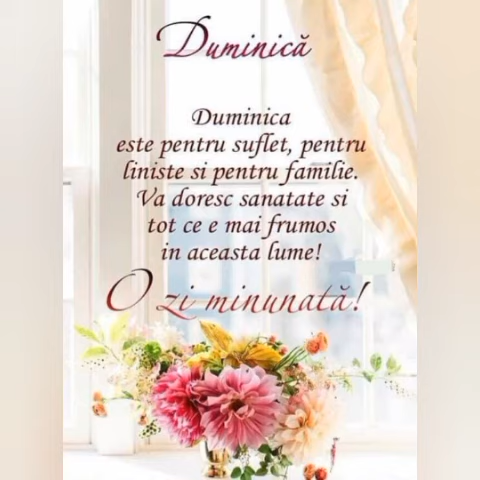 Duminică
Duminica
este pentru suflet, pentru
liniste si pentru familie.
Va doresc sanatate si
tot ce e mai frumos
in aceasta lume!
O zi minunată!